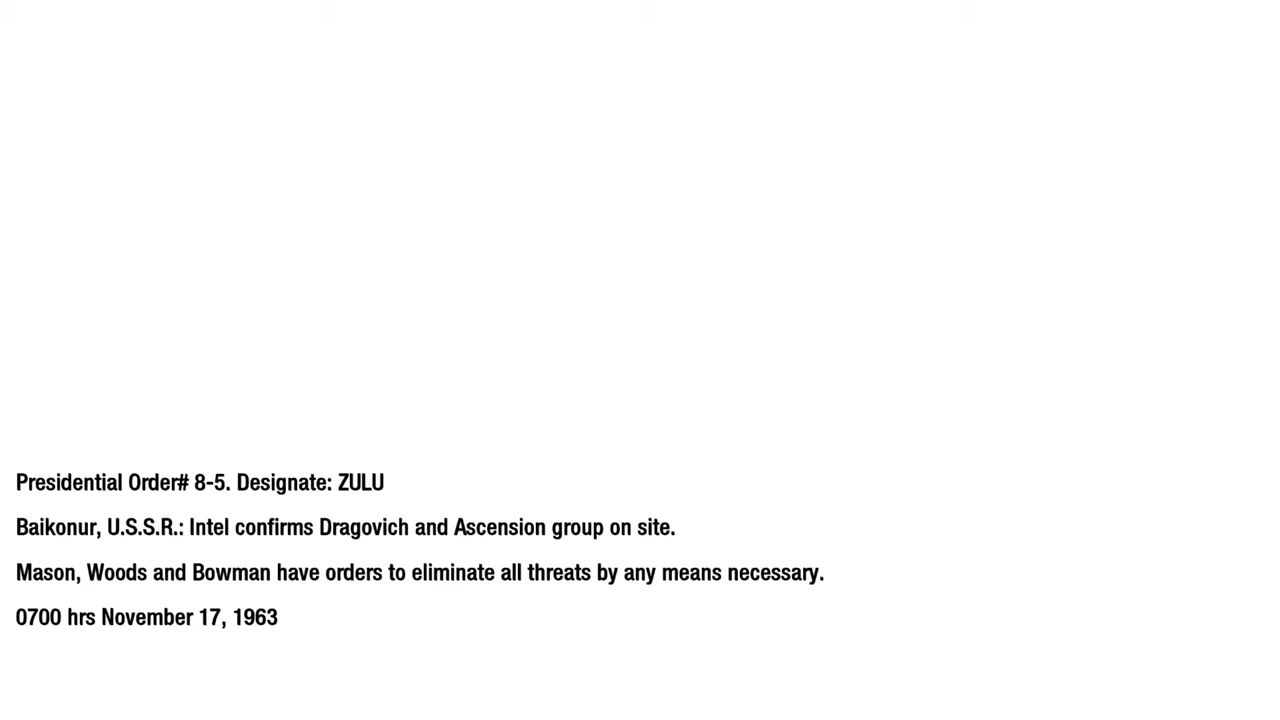 Presidential Order# 8-5. Designate: ZULU
Baikonur, U.S.S.R.: Intel confirms Dragovich and Ascension group on site.
Mason, Woods and Bowman have orders to eliminate all threats by any means necessary.
0700 hrs November 17, 1963